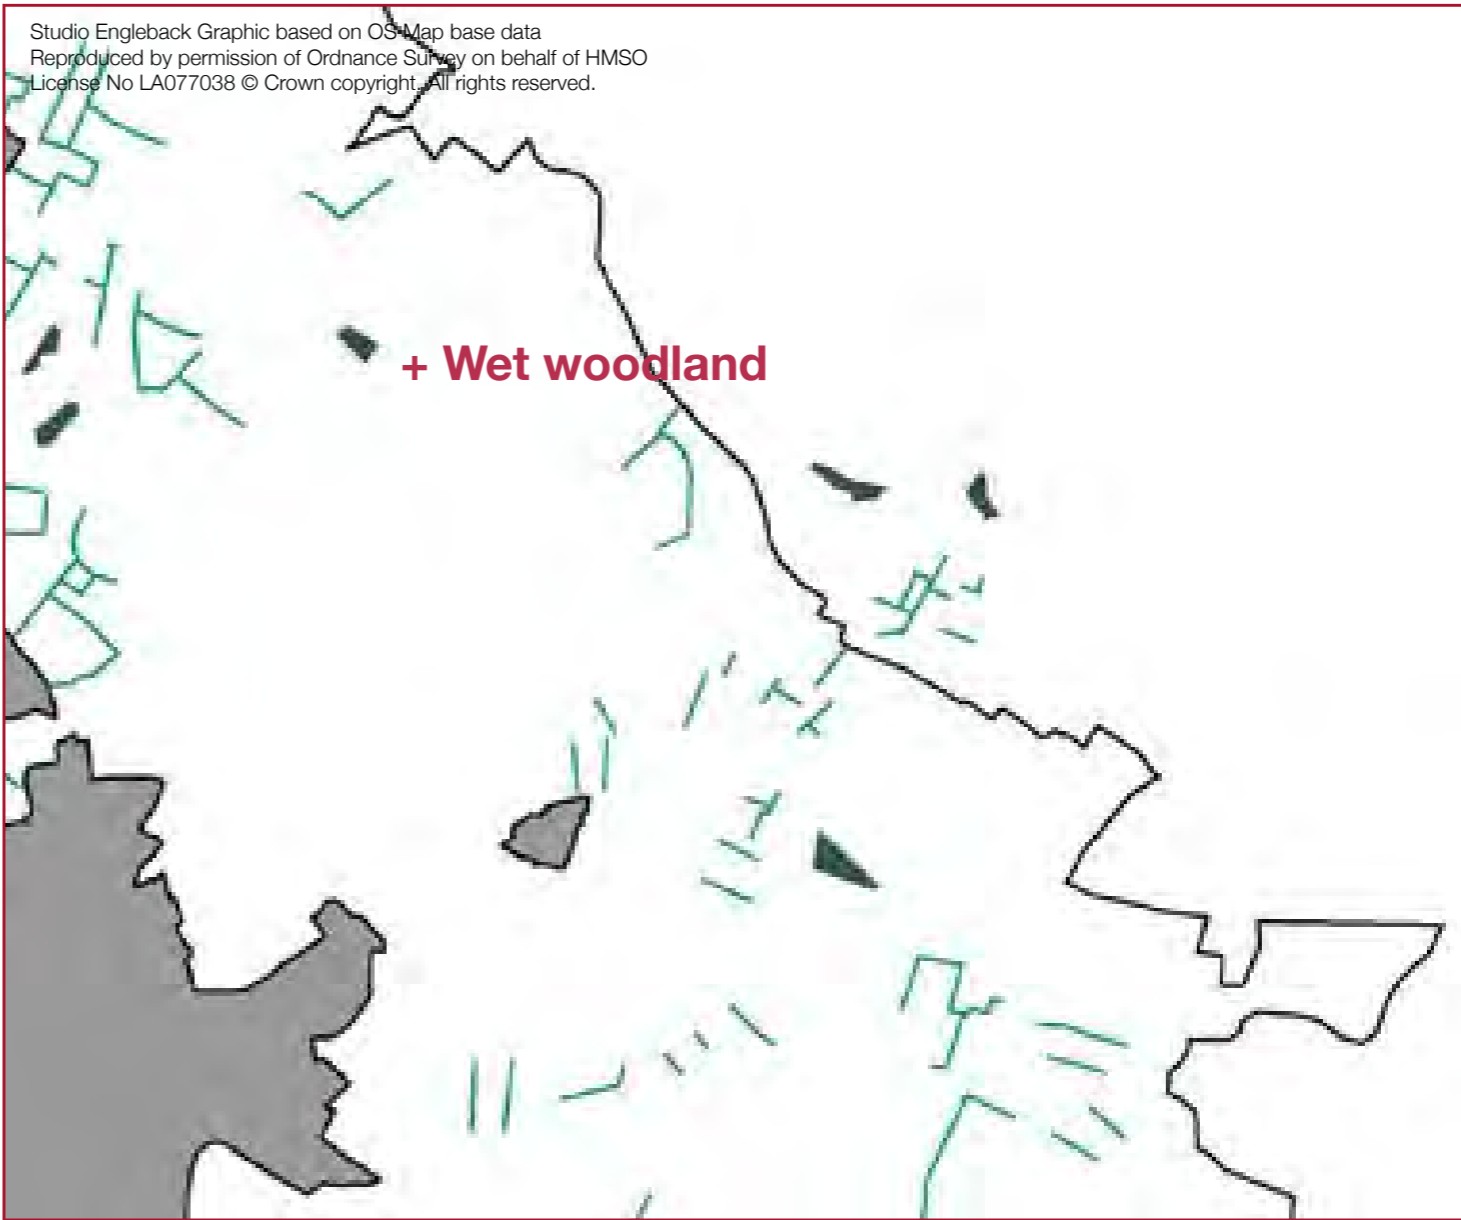 Studio Engleback Graphic based on OS Map base data
Reproduced by permission of Ordnance Survey on behalf of HMSO
License No LA077038 © Crown copyright. All rights reserved.
+ Wet woodland